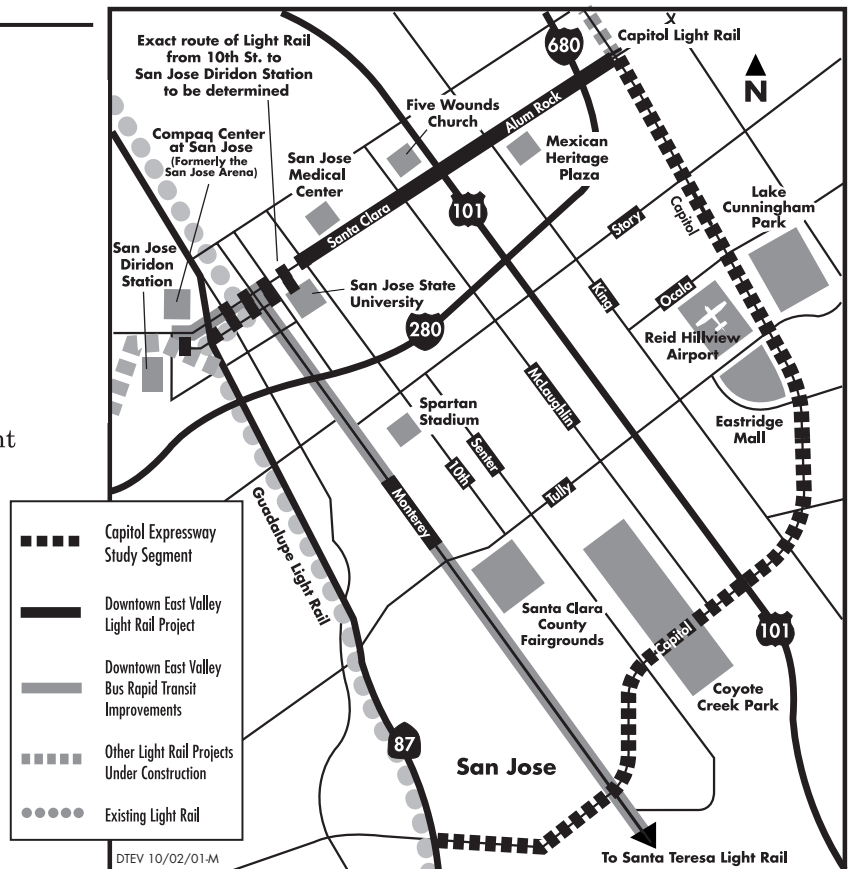 Exact route of Light Rail
from 10th St. to
San Jose Diridon Station
to be determined
680
Capitol Light Rail
N
Compaq Center
at San Jose
(Formerly the
San Jose Arena)
Five Wounds
Church
Alum Rock
San Jose
Medical
Center
Mexican
Heritage
Plaza
Santa Clara
101
Capitol
Lake
Cunningham
Park
Story
San Jose
Diridon
Station
San Jose State
University
King
Ocala
280
Reid Hillview
Airport
McLaughlin
Spartan
Stadium
Eastridge
Mall
Senter
10th
Tully
nt
Guadalupe Light Rail
Monterey
Santa Clara
County
Fairgrounds
Capitol
101
Coyote
Creek Park
87
San Jose
To Santa Teresa Light Rail
Capitol Expressway
Study Segment
Downtown East Valley
Light Rail Project
Downtown East Valley
Bus Rapid Transit
Improvements
Other Light Rail Projects
Under Construction
Existing Light Rail
DTEV 10/02/01-M